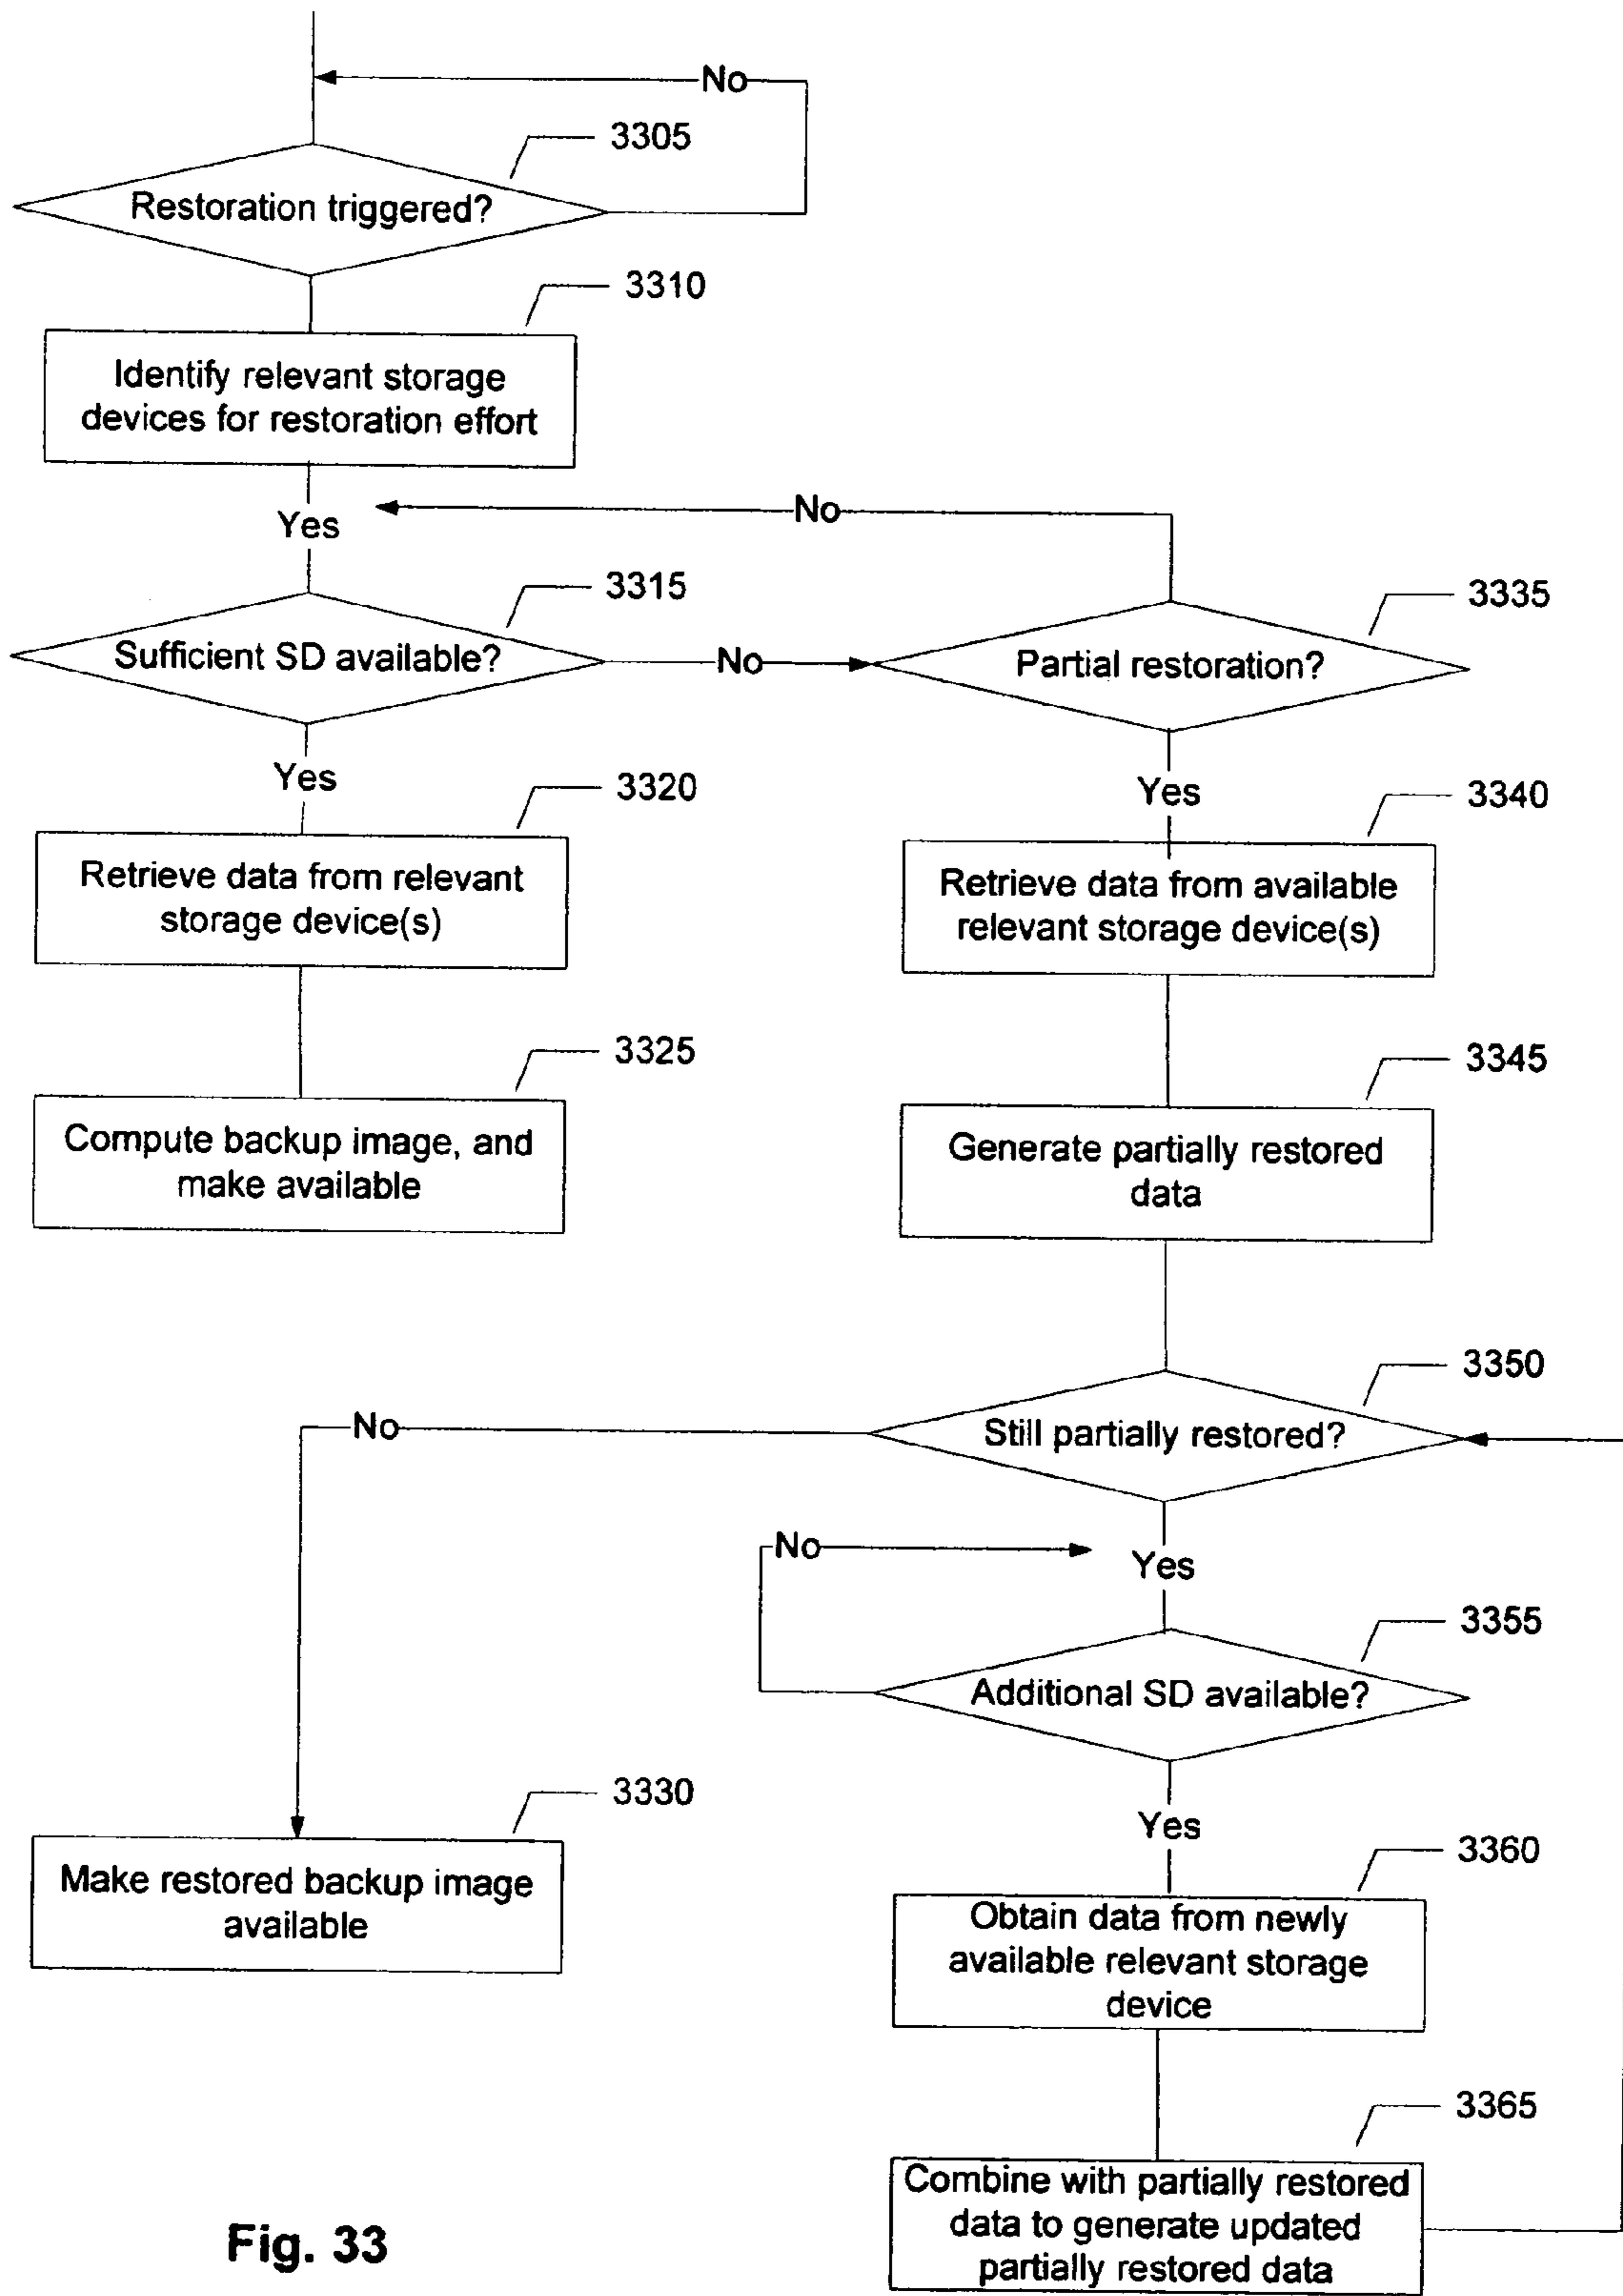 No
3305
Restoration triggered?
3310
Identify relevant storage
devices for restoration effort
Yes
No
3315
Sufficient SD available?
No
3335
Partial restoration?
Yes
3320
Retrieve data from relevant
storage device(s)
Yes
3340
Retrieve data from available
relevant storage device(s)
3325
Compute backup image, and
make available
3345
Generate partially restored
data
3350
Still partially restored?
No
No
Yes
3355
Additional SD available?
Yes
3330
Make restored backup image
available
3360
Obtain data from newly
available relevant storage
device
3365
Combine with partially restored
data to generate updated
partially restored data
Fig. 33